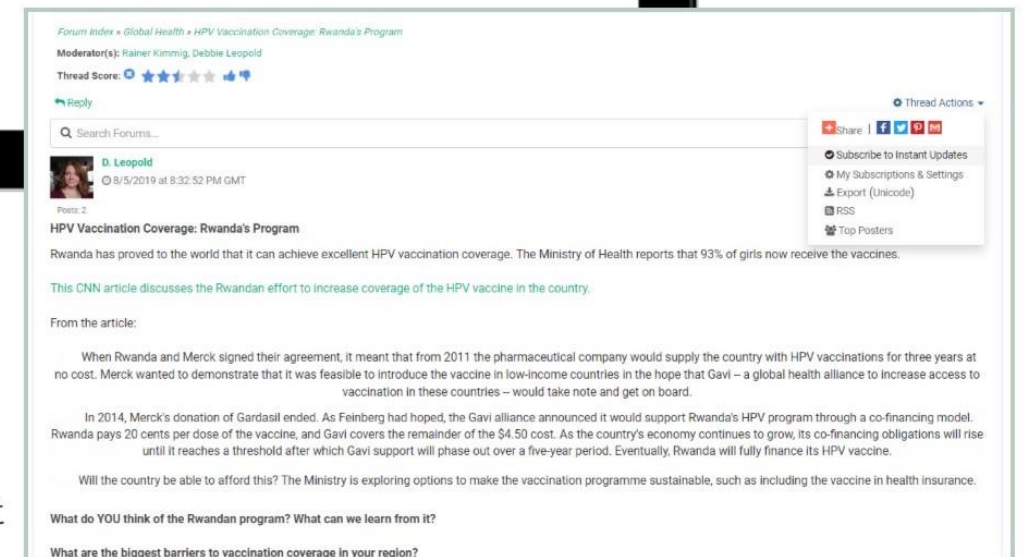 Forum Index » Global Health » HPV Vaccination Coverage: Rwanda's Program
Moderator(s): Rainer Kimmig, Debbie Leopold
Thread Score:
Reply
Thread Actions
Search Forums...
Share |
Subscribe to Instant Updates
My Subscriptions & Settings
Export (Unicode)
RSS
Top Posters
D. Leopold
8/5/2019 at 8:32:52 PM GMT
Posts: 2
HPV Vaccination Coverage: Rwanda's Program
Rwanda has proved to the world that it can achieve excellent HPV vaccination coverage. The Ministry of Health reports that 93% of girls now receive the vaccines.
This CNN article discusses the Rwandan effort to increase coverage of the HPV vaccine in the country.
From the article:
When Rwanda and Merck signed their agreement, it meant that from 2011 the pharmaceutical company would supply the country with HPV vaccinations for three years at
no cost. Merck wanted to demonstrate that it was feasible to introduce the vaccine in low-income countries in the hope that Gavi – a global health alliance to increase access to
vaccination in these countries – would take note and get on board.
In 2014, Merck's donation of Gardasil ended. As Feinberg had hoped, the Gavi alliance announced it would support Rwanda's HPV program through a co-financing model.
Rwanda pays 20 cents per dose of the vaccine, and Gavi covers the remainder of the $4.50 cost. As the country's economy continues to grow, its co-financing obligations will rise
until it reaches a threshold after which Gavi support will phase out over a five-year period. Eventually, Rwanda will fully finance its HPV vaccine.
Will the country be able to afford this? The Ministry is exploring options to make the vaccination programme sustainable, such as including the vaccine in health insurance.
What do YOU think of the Rwandan program? What can we learn from it?
What are the biggest barriers to vaccination coverage in your region?